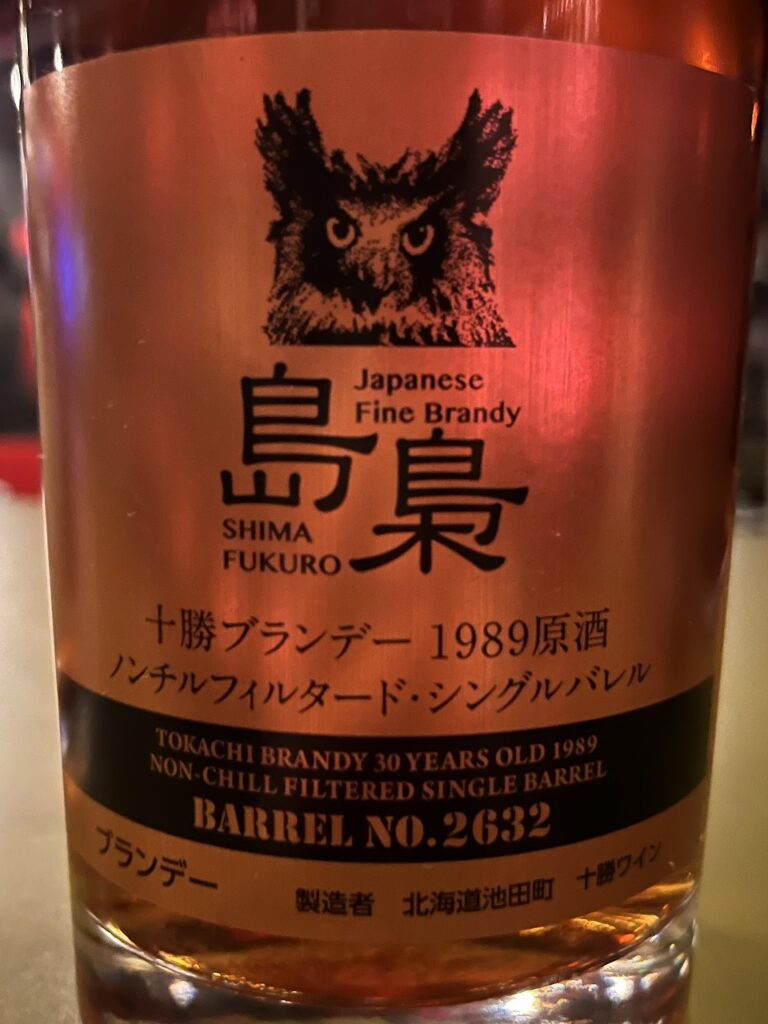 Japanese
Fine Brandy
島梟
SHIMA
FUKURO
十勝ブランデー 1989原酒
ノンチルフィルタード・シングルバレル
TOKACHI BRANDY 30 YEARS OLD 1989
NON-CHILL FILTERED SINGLE BARREL
BARREL NO.2632
ブランデー 製造者 北海道池田町 十勝ワイン